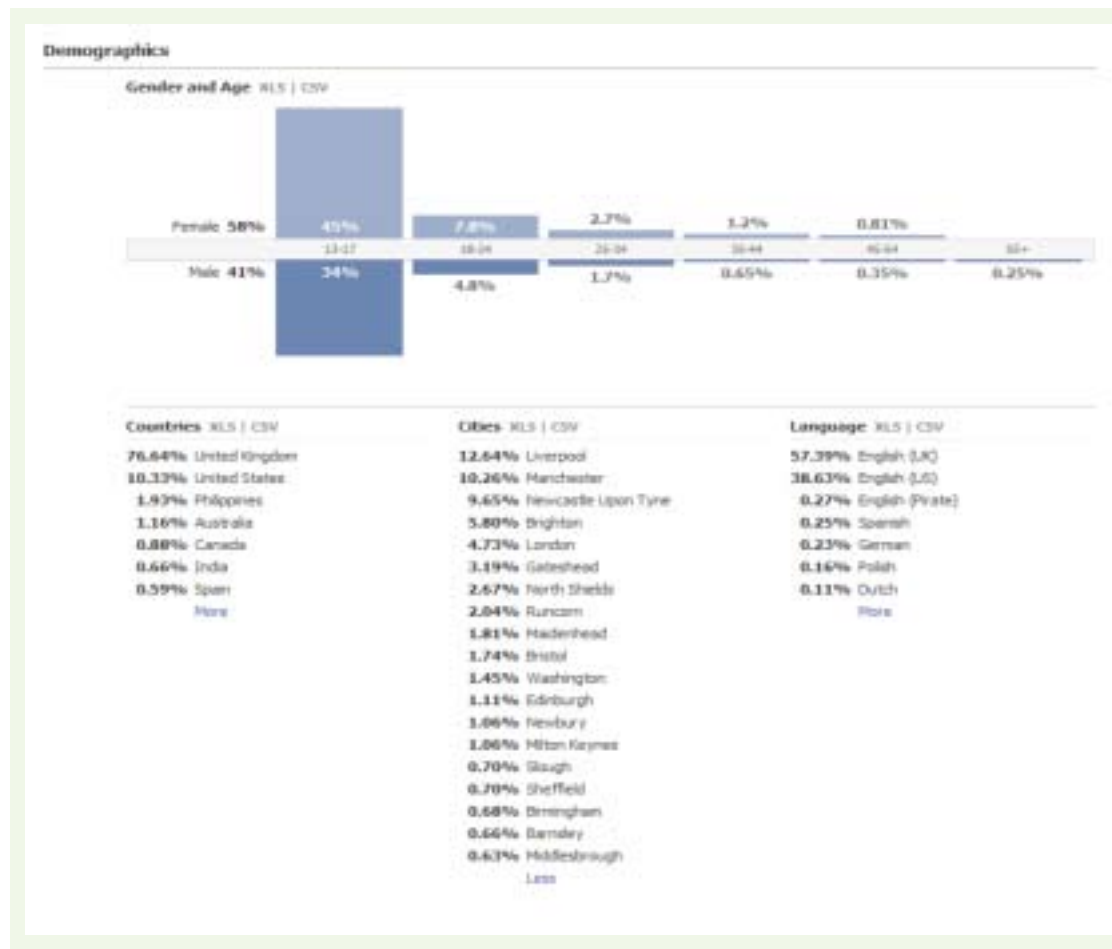 Demographics
Gender and Age XLS | CSV
Female 58% 45% 7.8% 2.7% 1.2% 0.81%
13-17 18-24 25-34 35-44 45-54 55+
Male 41% 34% 4.8% 1.7% 0.65% 0.35% 0.25%
Countries XLS | CSV
76.64% United Kingdom
10.33% United States
1.93% Philippines
1.16% Australia
0.88% Canada
0.66% India
0.59% Spain
More
Cities XLS | CSV
12.64% Liverpool
10.26% Manchester
9.65% Newcastle Upon Tyne
5.80% Brighton
4.73% London
3.19% Gateshead
2.67% North Shields
2.04% Runcorn
1.81% Maidenhead
1.74% Bristol
1.45% Washington
1.11% Edinburgh
1.06% Newbury
1.06% Milton Keynes
0.70% Slough
0.70% Sheffield
0.68% Birmingham
0.66% Barnsley
0.63% Middlesbrough
Less
Language XLS | CSV
57.39% English (UK)
38.63% English (US)
0.27% English (Pirate)
0.25% Spanish
0.23% German
0.16% Polish
0.11% Dutch
More